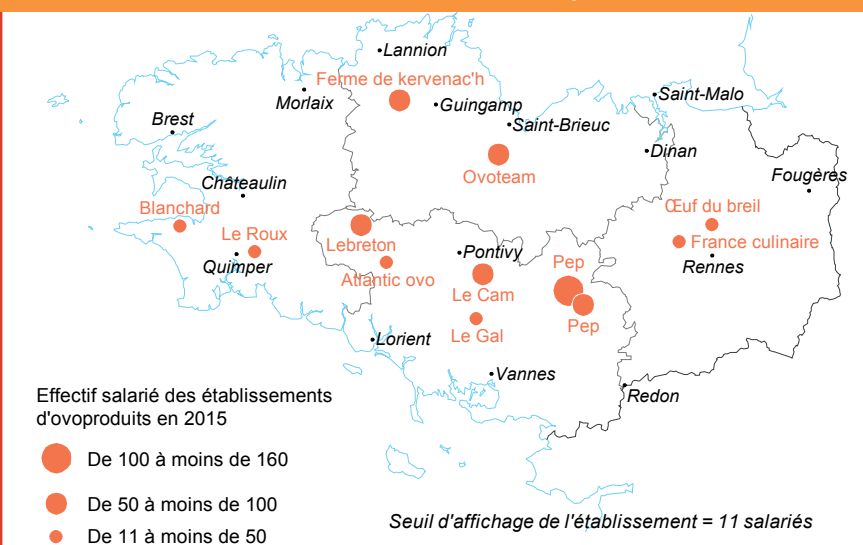 Lannion
Ferme de kervenac'h
Morlaix
Guingamp
Saint-Malo
Brest
Saint-Brieuc
Dinan
Ovoteam
Fougères
Châteaulin
Blanchard
Œuf du breil
Le Roux
Lebreton
France culinaire
Quimper
Pontivy
Pep
Rennes
Atlantic ovo
Le Cam
Pep
Le Gal
Lorient
Vannes
Redon
Effectif salarié des établissements
d'ovoproduits en 2015
De 100 à moins de 160
De 50 à moins de 100
De 11 à moins de 50
Seuil d'affichage de l'établissement = 11 salariés